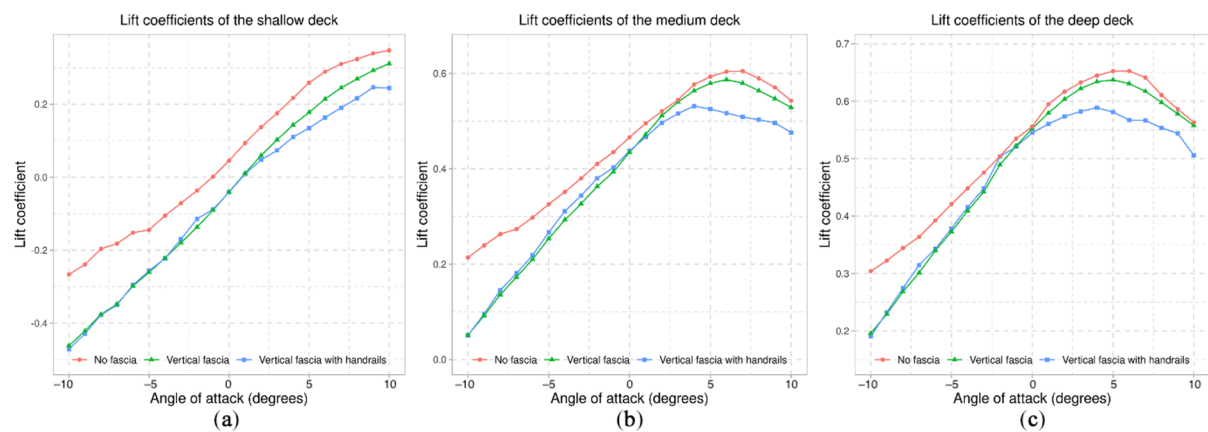 Lift coefficients of the shallow deck
Lift coefficient
0.2
0.0
-0.2
-0.4
No fascia Vertical fascia Vertical fascia with handrails
−10 −5 0 5 10
Angle of attack (degrees)
(a)
Lift coefficients of the medium deck
Lift coefficient
0.6
0.4
0.2
0.0
No fascia Vertical fascia Vertical fascia with handrails
−10 −5 0 5 10
Angle of attack (degrees)
(b)
Lift coefficients of the deep deck
Lift coefficient
0.7
0.6
0.5
0.4
0.3
0.2
No fascia Vertical fascia Vertical fascia with handrails
−10 −5 0 5 10
Angle of attack (degrees)
(c)